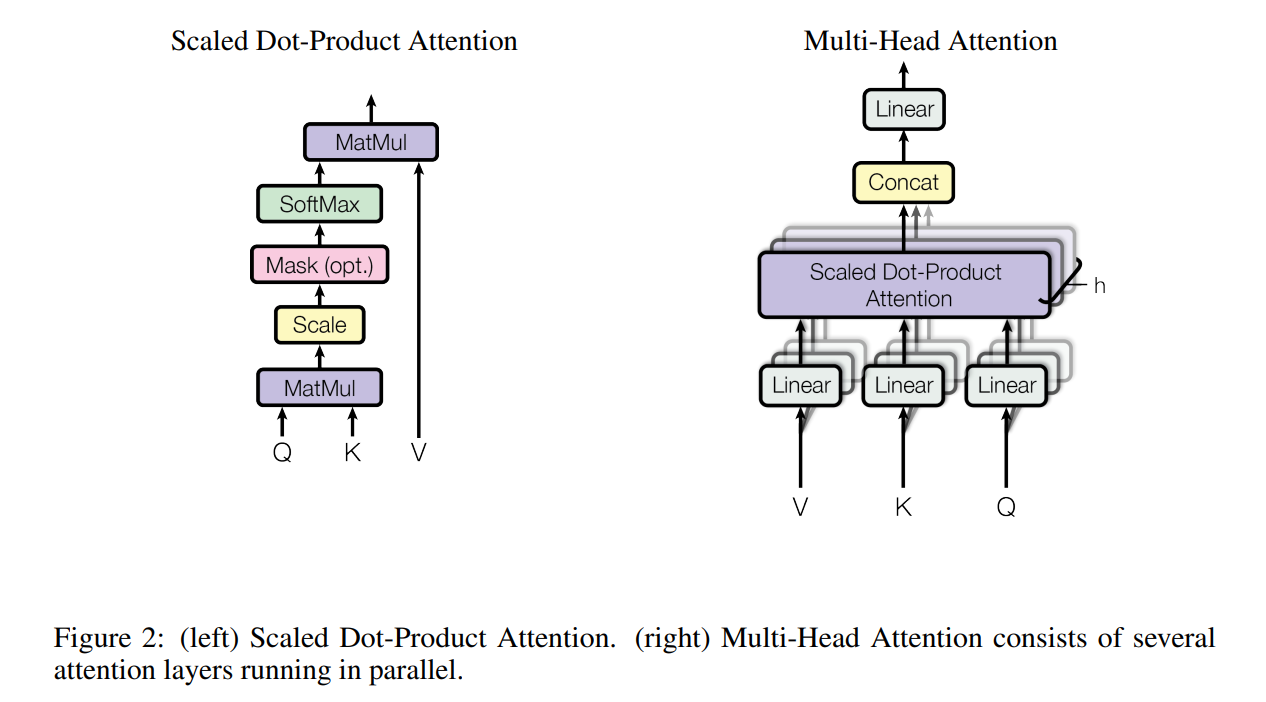 Scaled Dot-Product Attention
MatMul
SoftMax
Mask (opt.)
Scale
MatMul
Q K V
Multi-Head Attention
Linear
Concat
Scaled Dot-Product
Attention
h
Linear Linear Linear
V K Q
Figure 2: (left) Scaled Dot-Product Attention. (right) Multi-Head Attention consists of several
attention layers running in parallel.